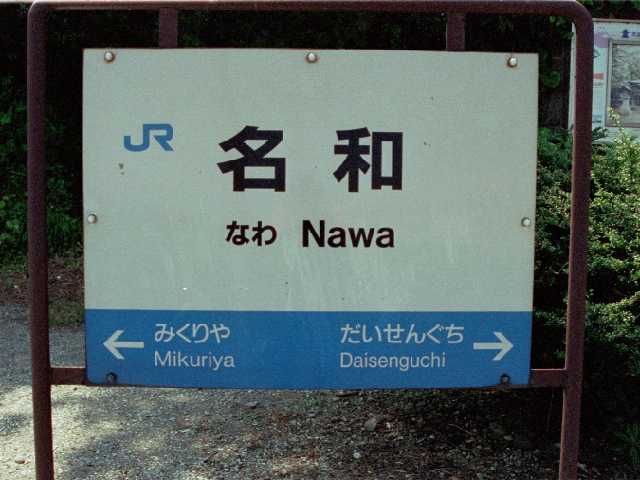 JR 名和
なわ Nawa
← みくりや だいせんぐち →
Mikuriya Daisenguchi